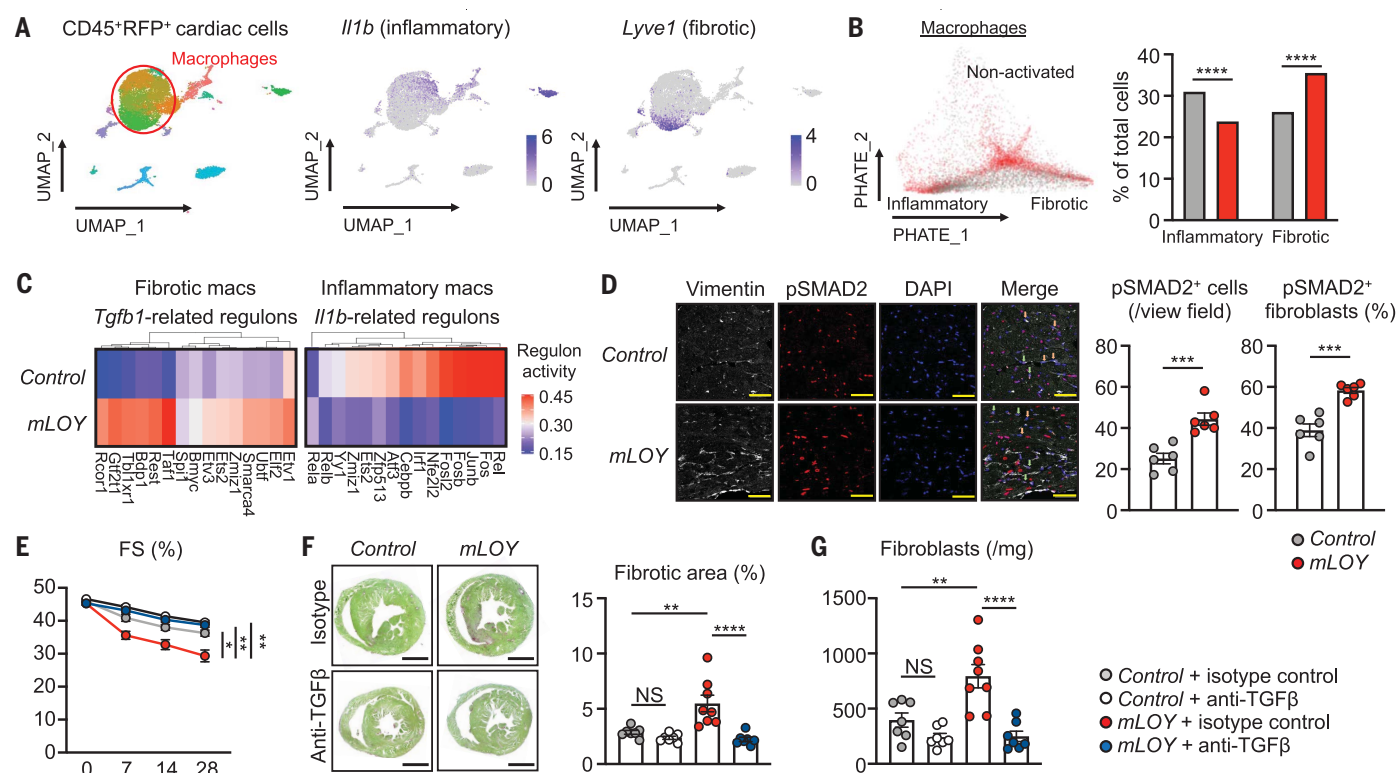 A
CD45⁺RFP⁺ cardiac cells
Macrophages
UMAP_2
UMAP_1
Il1b (inflammatory)
6
0
UMAP_2
UMAP_1
Lyve1 (fibrotic)
4
0
UMAP_2
UMAP_1
B
Macrophages
Non-activated
Inflammatory
Fibrotic
PHATE_2
PHATE_1
% of total cells
40
30
20
10
0
****
****
Inflammatory
Fibrotic
C
Fibrotic macs
Tgfb1-related regulons
Inflammatory macs
Il1b-related regulons
Control
mLOY
Regulon
activity
0.45
0.30
0.15
Rcor1
Gtf2f1
Tbl1xr1
Bdp1
Rest
Taf1
Spi1
Bmyc
Etv3
Ets2
Zmiz1
Smarca4
Ubtf
Elf2
Etv1
Rela
Relb
Yy1
Zmiz1
Ets2
Atf3
Cebpb
Irf1
Nfe2l2
Fosl2
Fosb
Junb
Fos
Rel
D
Vimentin
pSMAD2
DAPI
Merge
Control
mLOY
pSMAD2⁺ cells
(/view field)
80
60
40
20
0
***
pSMAD2⁺
fibroblasts (%)
80
60
40
20
0
***
Control
mLOY
E
FS (%)
50
40
30
20
10
0
0
7
14
28
*
**
**
F
Control
mLOY
Isotype
Anti-TGFβ
Fibrotic area (%)
15
10
5
0
**
****
NS
G
Fibroblasts (/mg)
1500
1000
500
0
**
****
NS
Control + isotype control
Control + anti-TGFβ
mLOY + isotype control
mLOY + anti-TGFβ